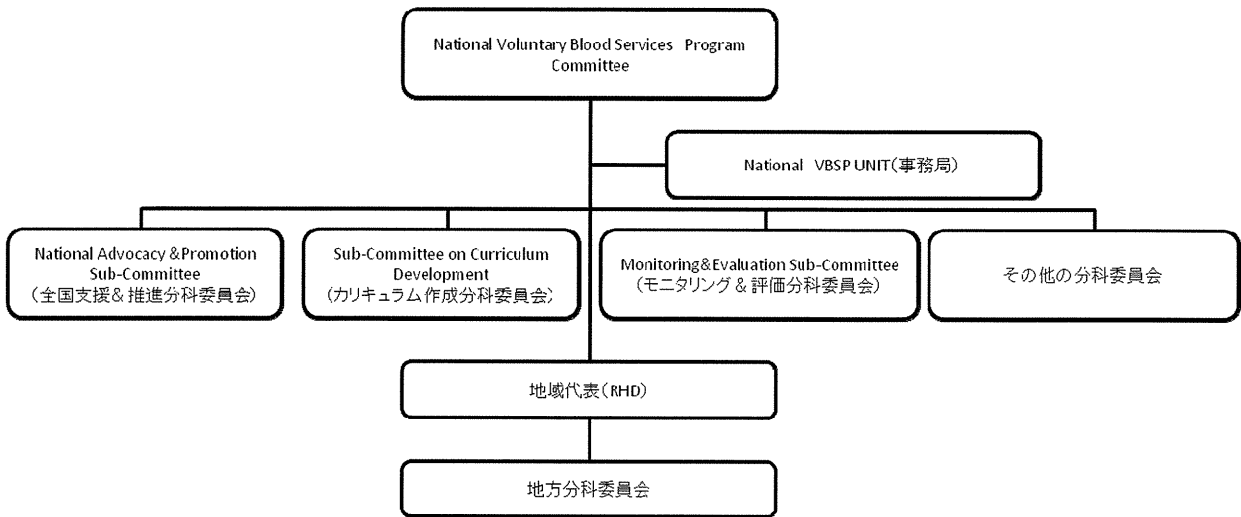 National Voluntary Blood Services Program
Committee
National VBSP UNIT(事務局)
National Advocacy &Promotion
Sub-Committee
(全国支援&推進分科委員会)
Sub-Committee on Curriculum
Development
(カリキュラム作成分科委員会)
Monitoring&Evaluation Sub-Committee
(モニタリング&評価分科委員会)
その他の分科委員会
地域代表(RHD)
地方分科委員会